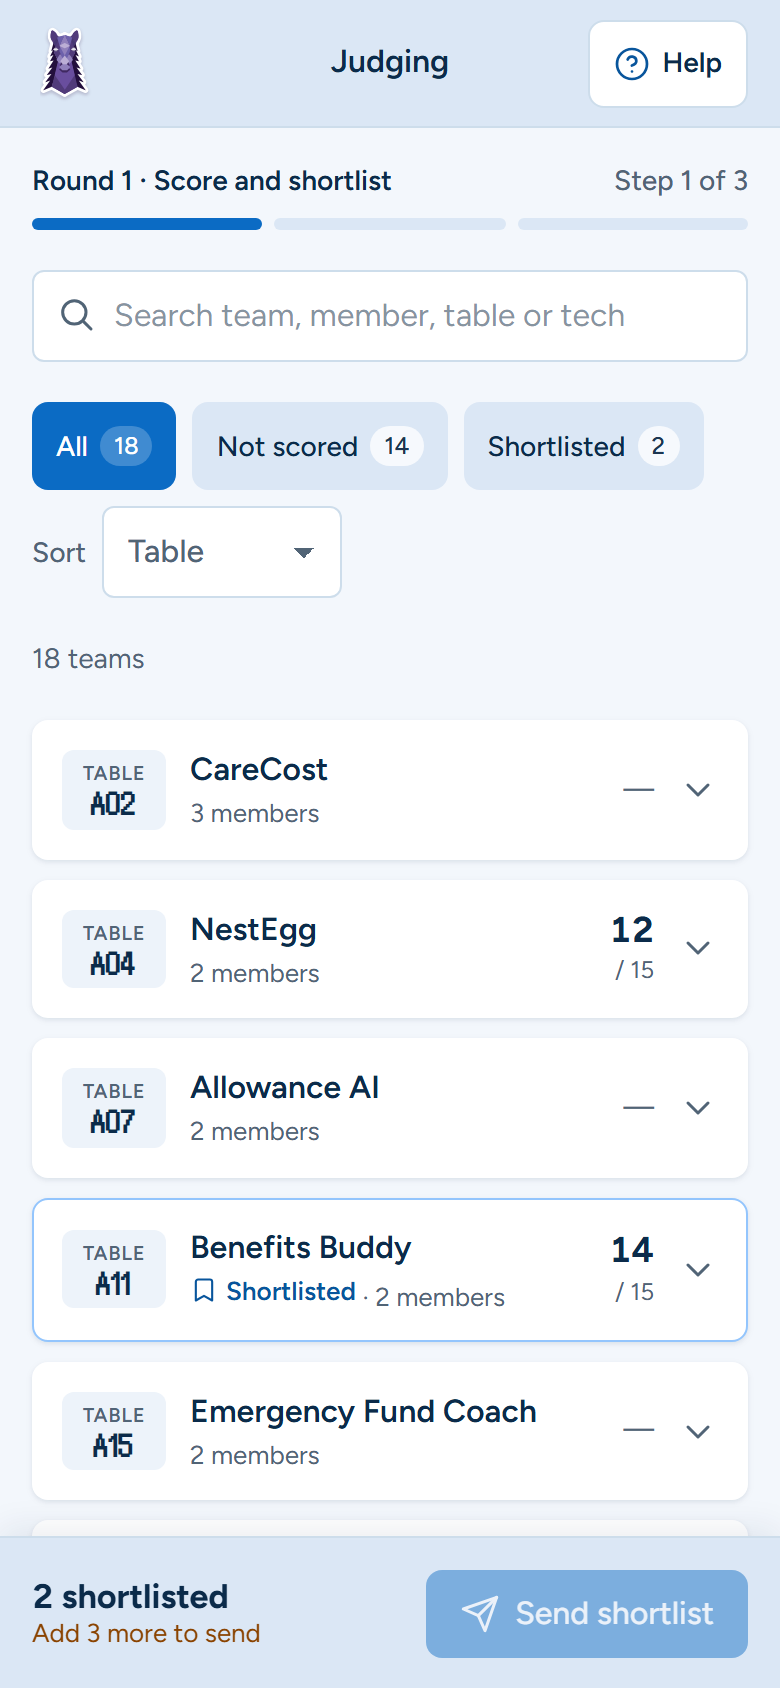 Judging
Help
Round 1 · Score and shortlist
Step 1 of 3
Search team, member, table or tech
All 18
Not scored 14
Shortlisted 2
Sort
Table
18 teams
TABLE
A02
CareCost
3 members
—
TABLE
A04
NestEgg
2 members
12
/ 15
TABLE
A07
Allowance AI
2 members
—
TABLE
A11
Benefits Buddy
Shortlisted · 2 members
14
/ 15
TABLE
A15
Emergency Fund Coach
2 members
—
2 shortlisted
Add 3 more to send
Send shortlist